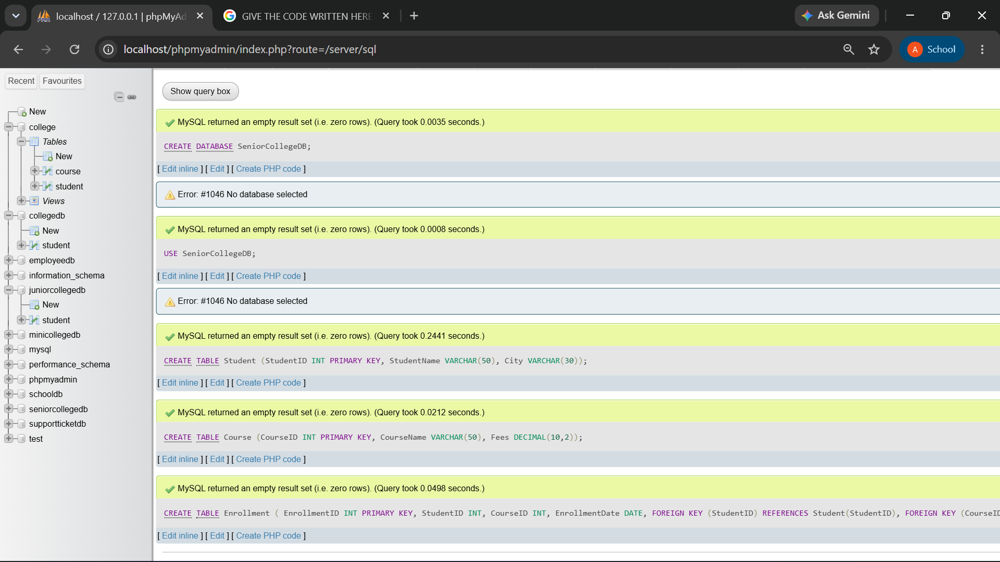 localhost / 127.0.0.1 | phpMyAd
GIVE THE CODE WRITTEN HERE
Ask Gemini
localhost/phpmyadmin/index.php?route=/server/sql
A School
Recent Favourites
New
college
Tables
New
course
student
Views
collegedb
New
student
employeedb
information_schema
juniorcollegedb
New
student
minicollegedb
mysql
performance_schema
phpmyadmin
schooldb
seniorcollegedb
supportticketdb
test
Show query box
MySQL returned an empty result set (i.e. zero rows). (Query took 0.0035 seconds.)
CREATE DATABASE SeniorCollegeDB;
[ Edit inline ] [ Edit ] [ Create PHP code ]
Error: #1046 No database selected
MySQL returned an empty result set (i.e. zero rows). (Query took 0.0008 seconds.)
USE SeniorCollegeDB;
[ Edit inline ] [ Edit ] [ Create PHP code ]
Error: #1046 No database selected
MySQL returned an empty result set (i.e. zero rows). (Query took 0.2441 seconds.)
CREATE TABLE Student (StudentID INT PRIMARY KEY, StudentName VARCHAR(50), City VARCHAR(30));
[ Edit inline ] [ Edit ] [ Create PHP code ]
MySQL returned an empty result set (i.e. zero rows). (Query took 0.0212 seconds.)
CREATE TABLE Course (CourseID INT PRIMARY KEY, CourseName VARCHAR(50), Fees DECIMAL(10,2));
[ Edit inline ] [ Edit ] [ Create PHP code ]
MySQL returned an empty result set (i.e. zero rows). (Query took 0.0498 seconds.)
CREATE TABLE Enrollment ( EnrollmentID INT PRIMARY KEY, StudentID INT, CourseID INT, EnrollmentDate DATE, FOREIGN KEY (StudentID) REFERENCES Student(StudentID), FOREIGN KEY (CourseID
[ Edit inline ] [ Edit ] [ Create PHP code ]